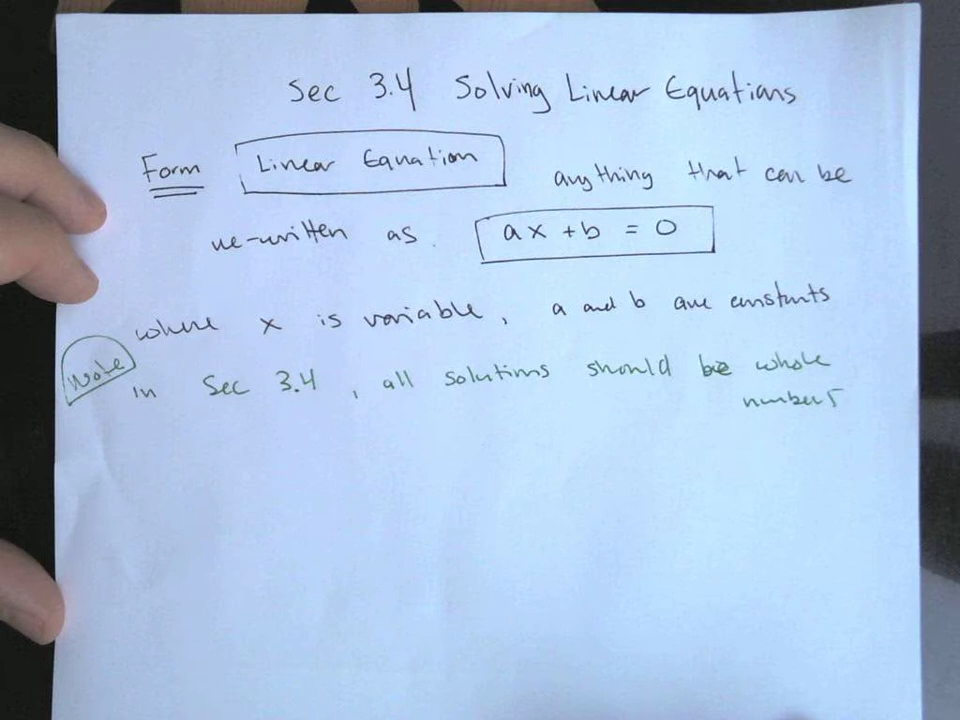 Sec 3.4 Solving Linear Equations
Form Linear Equation anything that can be
re-written as ax + b = 0
where x is variable, a and b are constants
Note in Sec 3.4, all solutions should be whole
numbers